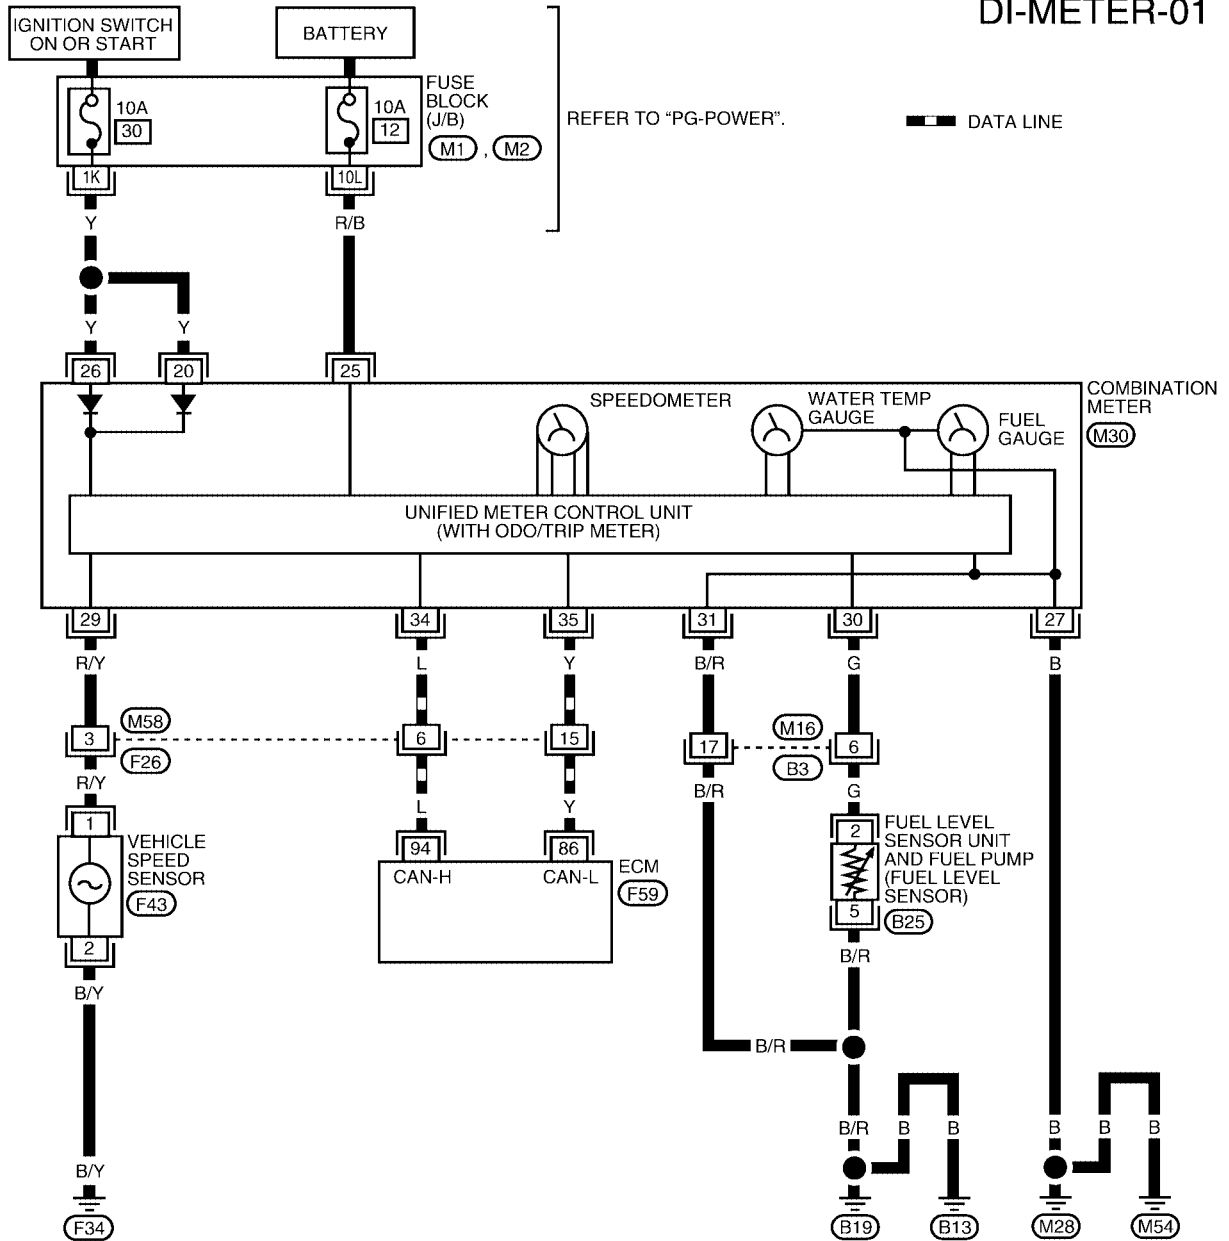 DI-METER-01
IGNITION SWITCH
ON OR START
BATTERY
10A
30
10A
12
FUSE
BLOCK
(J/B)
M1 , M2
REFER TO "PG-POWER".
DATA LINE
1K
10L
Y
R/B
Y
Y
26
20
25
SPEEDOMETER
WATER TEMP
GAUGE
FUEL
GAUGE
COMBINATION
METER
M30
UNIFIED METER CONTROL UNIT
(WITH ODO/TRIP METER)
29
34
35
31
30
27
R/Y
L
Y
B/R
G
B
M58
3
6
15
F26
M16
17
6
B3
R/Y
L
Y
B/R
G
1
VEHICLE
SPEED
SENSOR
F43
2
94
86
CAN-H
CAN-L
ECM
F59
2
FUEL LEVEL
SENSOR UNIT
AND FUEL PUMP
(FUEL LEVEL
SENSOR)
5
B25
B/Y
B/R
B/R
B/R
B
B
B
B
B
B/Y
F34
B19
B13
M28
M54